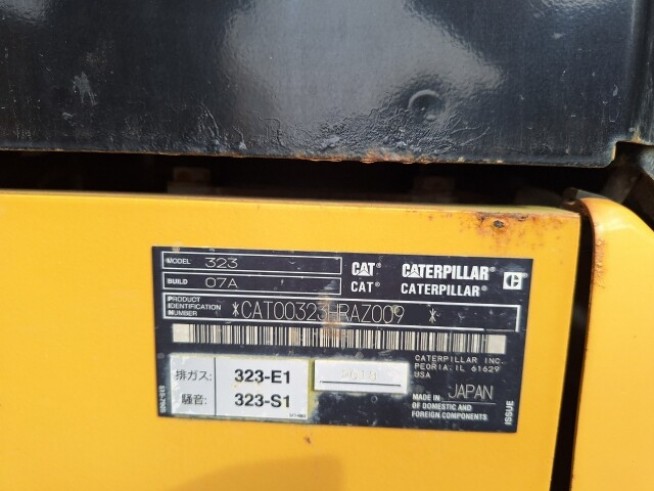 MODEL 323
BUILD 07A
CAT® CATERPILLAR® C
CAT® CATERPILLAR®
PRODUCT IDENTIFICATION NUMBER *CAT00323HRAZ009 *
CATERPILLAR INC.
PEORIA, IL 61629
USA
排ガス: 323-E1
騒音: 323-S1
MADE IN JAPAN
OF DOMESTIC AND
FOREIGN COMPONENTS
ISSUE